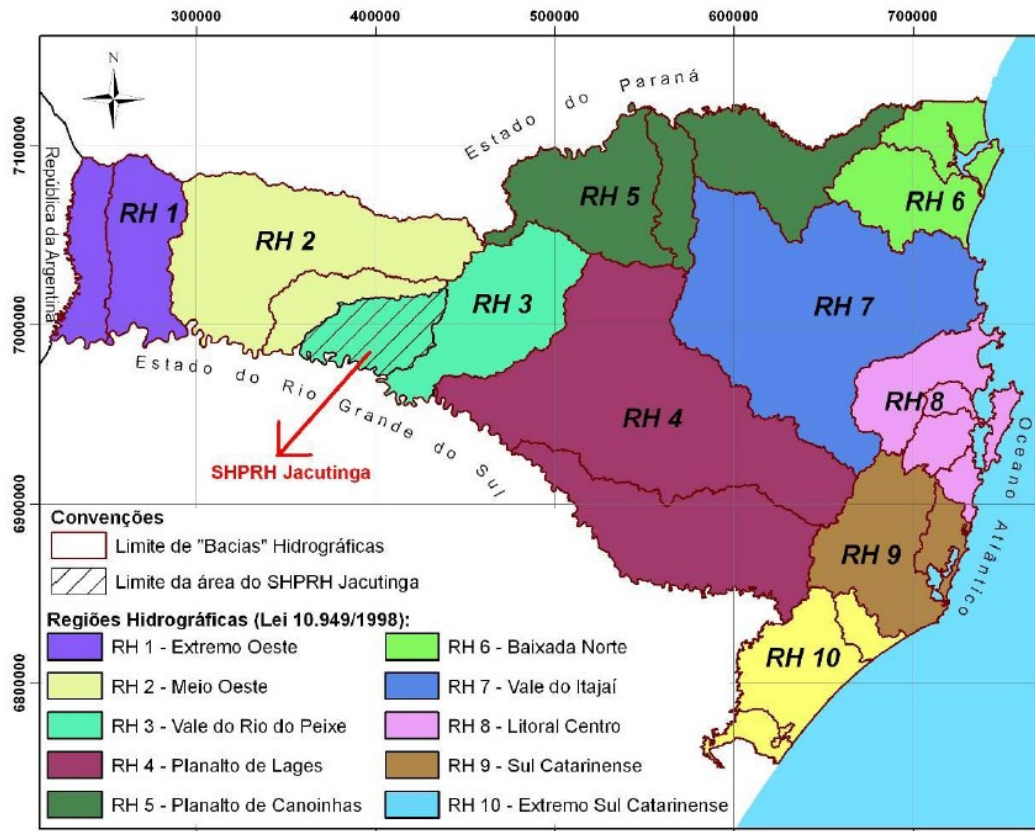 300000
400000
500000
600000
700000
N
Estado do Paraná
7100000
República da Argentina
RH 1
RH 2
RH 5
RH 6
RH 3
RH 7
7000000
Estado do Rio Grande do Sul
RH 4
RH 8
SHPRH Jacutinga
Oceano Atlântico
6900000
RH 9
RH 10
6800000
Convenções
Limite de "Bacias" Hidrográficas
Limite da área do SHPRH Jacutinga
Regiões Hidrográficas (Lei 10.949/1998):
RH 1 - Extremo Oeste
RH 2 - Meio Oeste
RH 3 - Vale do Rio do Peixe
RH 4 - Planalto de Lages
RH 5 - Planalto de Canoinhas
RH 6 - Baixada Norte
RH 7 - Vale do Itajaí
RH 8 - Litoral Centro
RH 9 - Sul Catarinense
RH 10 - Extremo Sul Catarinense